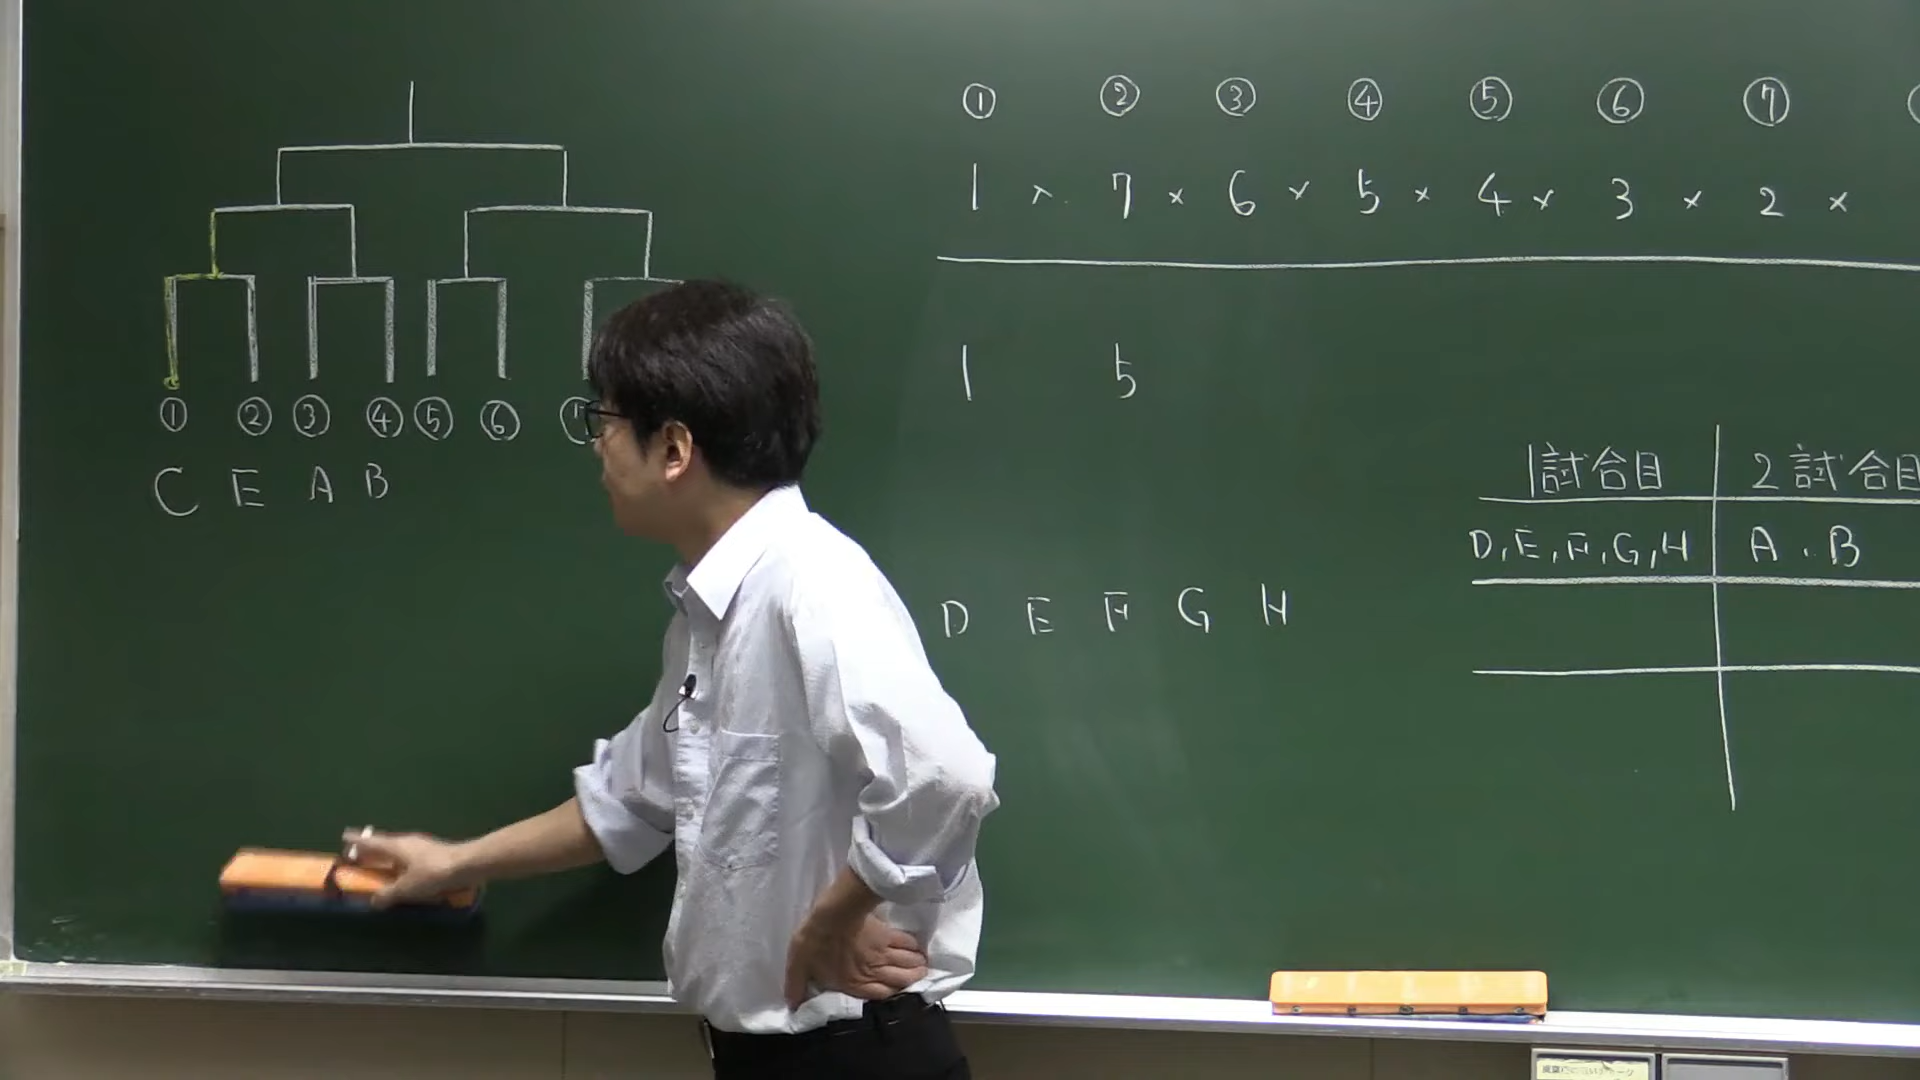 ① ② ③ ④ ⑤ ⑥ ⑦
C E A B
① ② ③ ④ ⑤ ⑥ ⑦
1 × 7 × 6 × 5 × 4 × 3 × 2 ×
1 5
D E F G H
1試合目 2試合目
D, E, F, G, H A . B